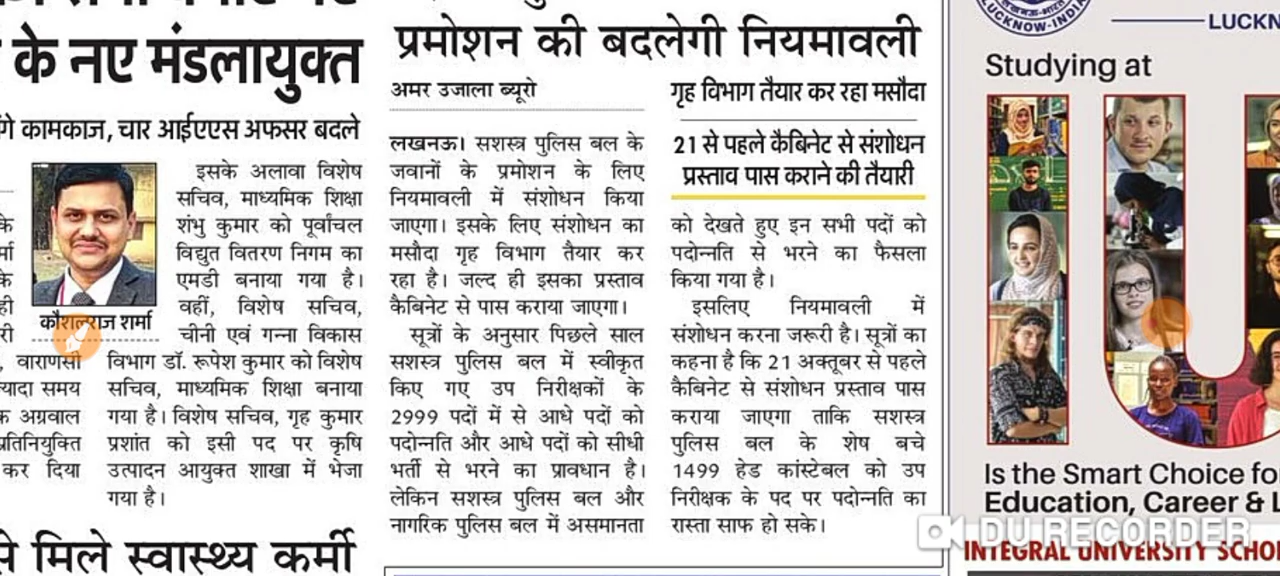 के नए मंडलायुक्त
कामकाज, चार आईएएस अफसर बदले
इसके अलावा विशेष
सचिव, माध्यमिक शिक्षा
शंभु कुमार को पूर्वांचल
विद्युत वितरण निगम का
एमडी बनाया गया है।
वहीं, विशेष सचिव,
चीनी एवं गन्ना विकास
कौशलराज शर्मा
विभाग डॉ. रूपेश कुमार को विशेष
सचिव, माध्यमिक शिक्षा बनाया
गया है। विशेष सचिव, गृह कुमार
प्रशांत को इसी पद पर कृषि
उत्पादन आयुक्त शाखा में भेजा
गया है।
वाराणसी
समय
अग्रवाल
कर दिया
मिले स्वास्थ्य कर्मी
प्रमोशन की बदलेगी नियमावली
अमर उजाला ब्यूरो
लखनऊ। सशस्त्र पुलिस बल के
जवानों के प्रमोशन के लिए
नियमावली में संशोधन किया
जाएगा। इसके लिए संशोधन का
मसौदा गृह विभाग तैयार कर
रहा है। जल्द ही इसका प्रस्ताव
कैबिनेट से पास कराया जाएगा।
सूत्रों के अनुसार पिछले साल
सशस्त्र पुलिस बल में स्वीकृत
किए गए उप निरीक्षकों के
2999 पदों में से आधे पदों को
पदोन्नति और आधे पदों को सीधी
भर्ती से भरने का प्रावधान है।
लेकिन सशस्त्र पुलिस बल और
नागरिक पुलिस बल में असमानता
गृह विभाग तैयार कर रहा मसौदा
21 से पहले कैबिनेट से संशोधन
प्रस्ताव पास कराने की तैयारी
को देखते हुए इन सभी पदों को
पदोन्नति से भरने का फैसला
किया गया है।
इसलिए नियमावली में
संशोधन करना जरूरी है। सूत्रों का
कहना है कि 21 अक्तूबर से पहले
कैबिनेट से संशोधन प्रस्ताव पास
कराया जाएगा ताकि सशस्त्र
पुलिस बल के शेष बचे
1499 हेड कांस्टेबल को उप
निरीक्षक के पद पर पदोन्नति का
रास्ता साफ हो सके।
LUCKNOW-INDIA
Studying at
Is the Smart Choice for
Education, Career &
DU RECORDER
INTEGRAL UNIVERSITY